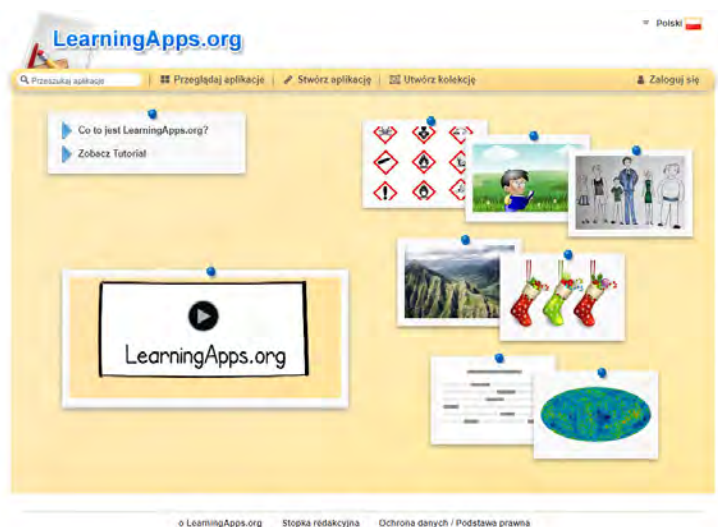 LearningApps.org
Polski
Przeszukaj aplikacje
Przeglądaj aplikacje
Stwórz aplikację
Utwórz kolekcję
Zaloguj się
Co to jest LearningApps.org?
Zobacz Tutorial
LearningApps.org
o LearningApps.org
Stopka redakcyjna
Ochrona danych / Podstawa prawna